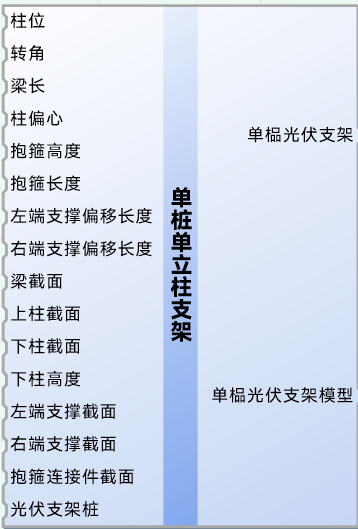 柱位
转角
梁长
柱偏心
抱箍高度
抱箍长度
左端支撑偏移长度
右端支撑偏移长度
梁截面
上柱截面
下柱截面
下柱高度
左端支撑截面
右端支撑截面
抱箍连接件截面
光伏支架桩
单桩单立柱支架
单榀光伏支架
单榀光伏支架模型